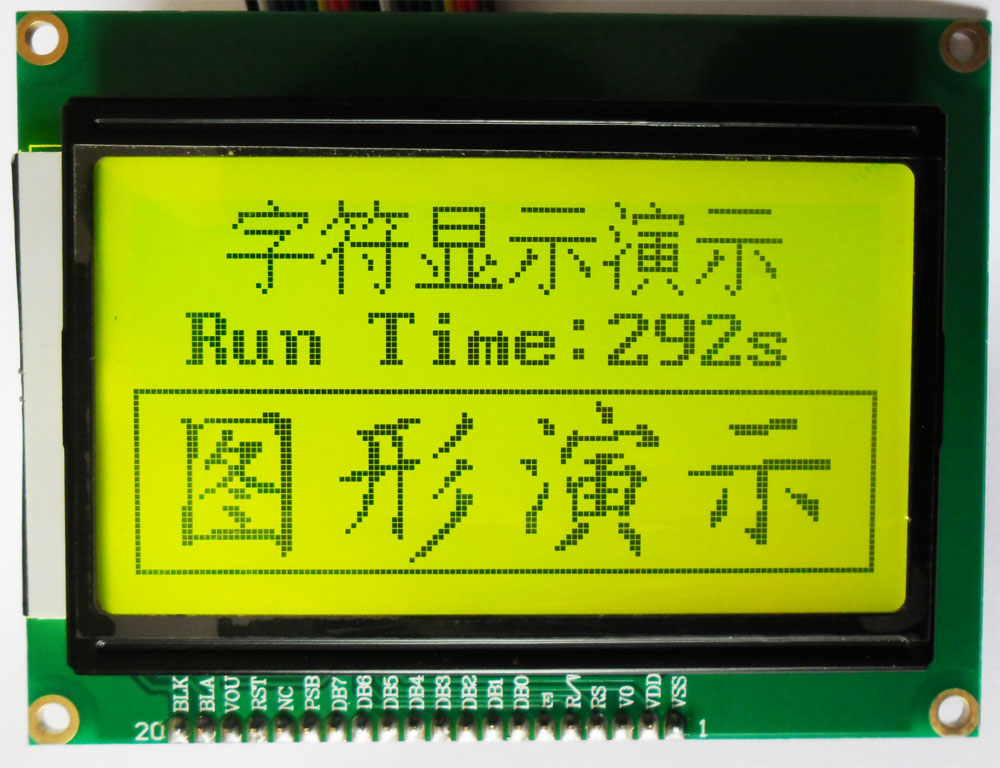 字符显示演示
Run Time:292s
图形演示
20 BLK BLA VOU RST NC PSB DB7 DB6 DB5 DB4 DB3 DB2 DB1 DB0 E R/W RS V0 VDD VSS 1